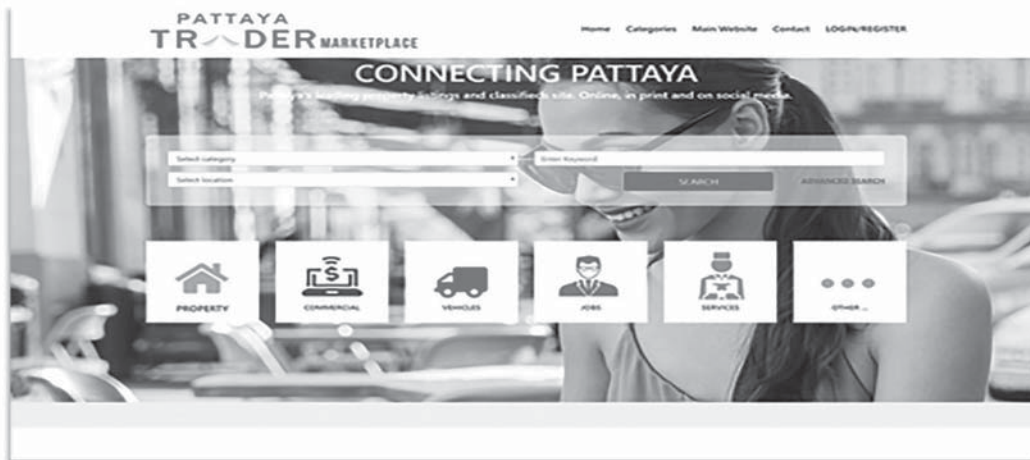 PATTAYA
TRADER MARKETPLACE
Home Categories Main Website Contact LOGIN/REGISTER
CONNECTING PATTAYA
Pattaya's leading property listings and classifieds site. Online, in print and on social media.
Select category Enter Keyword
Select location SEARCH ADVANCED SEARCH
$
PROPERTY COMMERCIAL VEHICLES JOBS SERVICES OTHER ...